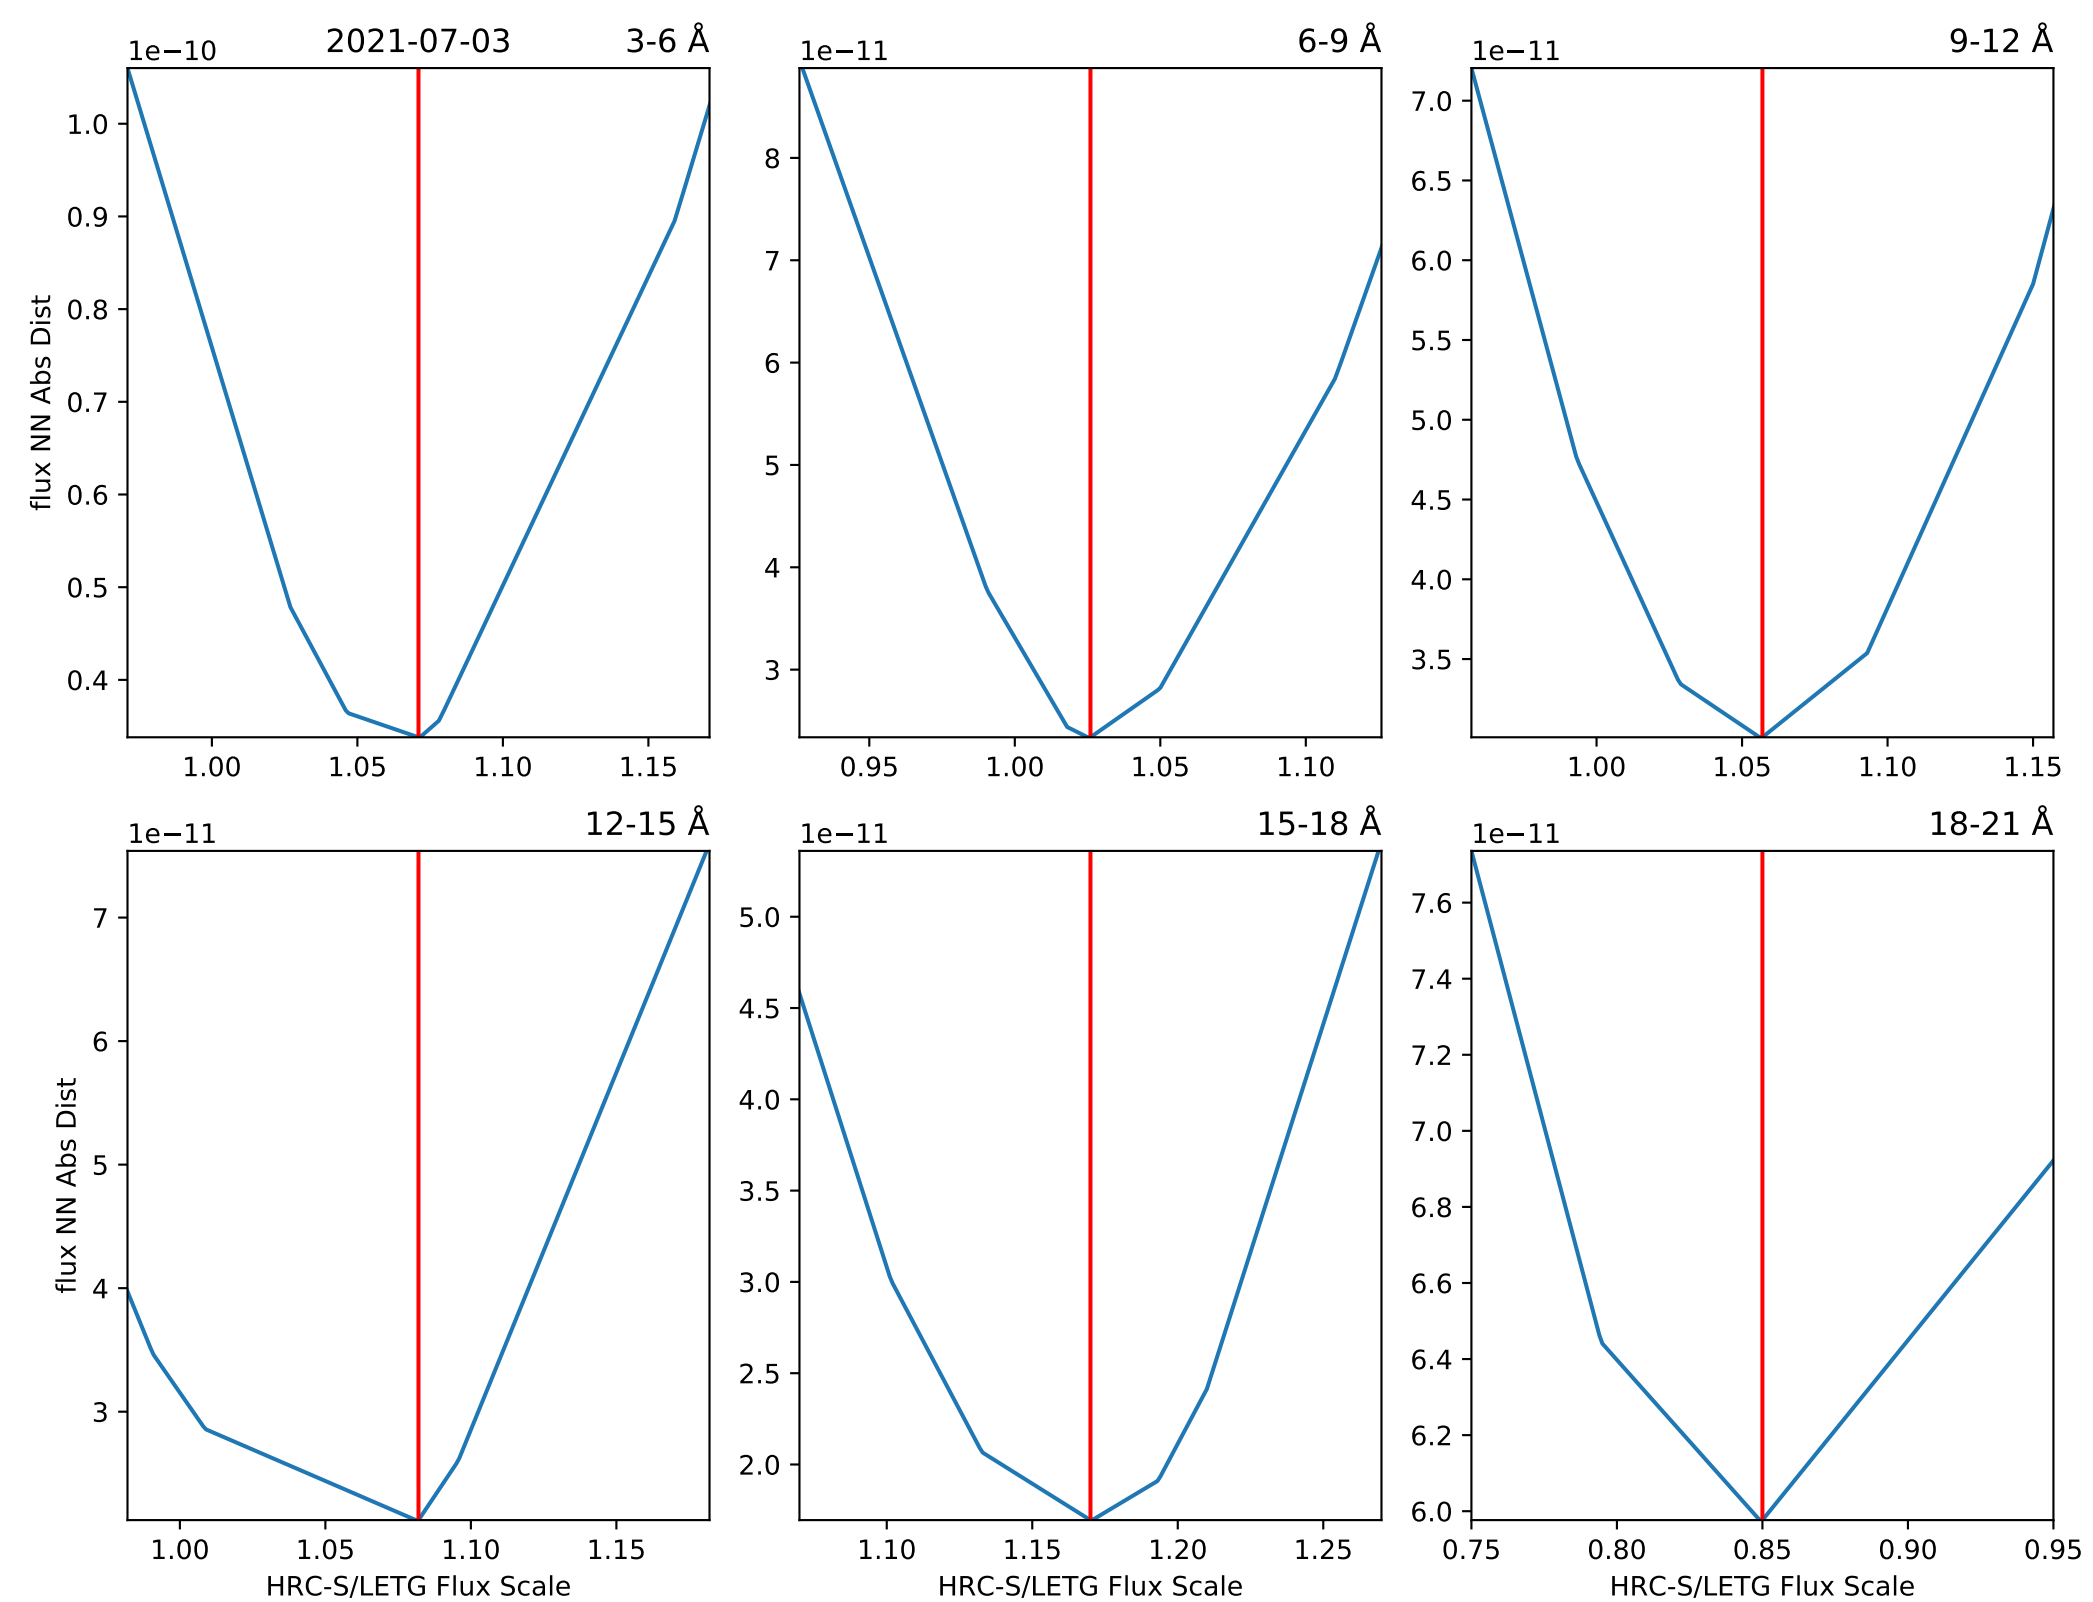 1e−10 2021-07-03 3-6 Å
1e−11 6-9 Å
1e−11 9-12 Å
flux NN Abs Dist
1.0
0.9
0.8
0.7
0.6
0.5
0.4
1.00 1.05 1.10 1.15
8
7
6
5
4
3
0.95 1.00 1.05 1.10
7.0
6.5
6.0
5.5
5.0
4.5
4.0
3.5
1.00 1.05 1.10 1.15
1e−11 12-15 Å
1e−11 15-18 Å
1e−11 18-21 Å
flux NN Abs Dist
7
6
5
4
3
1.00 1.05 1.10 1.15
HRC-S/LETG Flux Scale
5.0
4.5
4.0
3.5
3.0
2.5
2.0
1.10 1.15 1.20 1.25
HRC-S/LETG Flux Scale
7.6
7.4
7.2
7.0
6.8
6.6
6.4
6.2
6.0
0.75 0.80 0.85 0.90 0.95
HRC-S/LETG Flux Scale